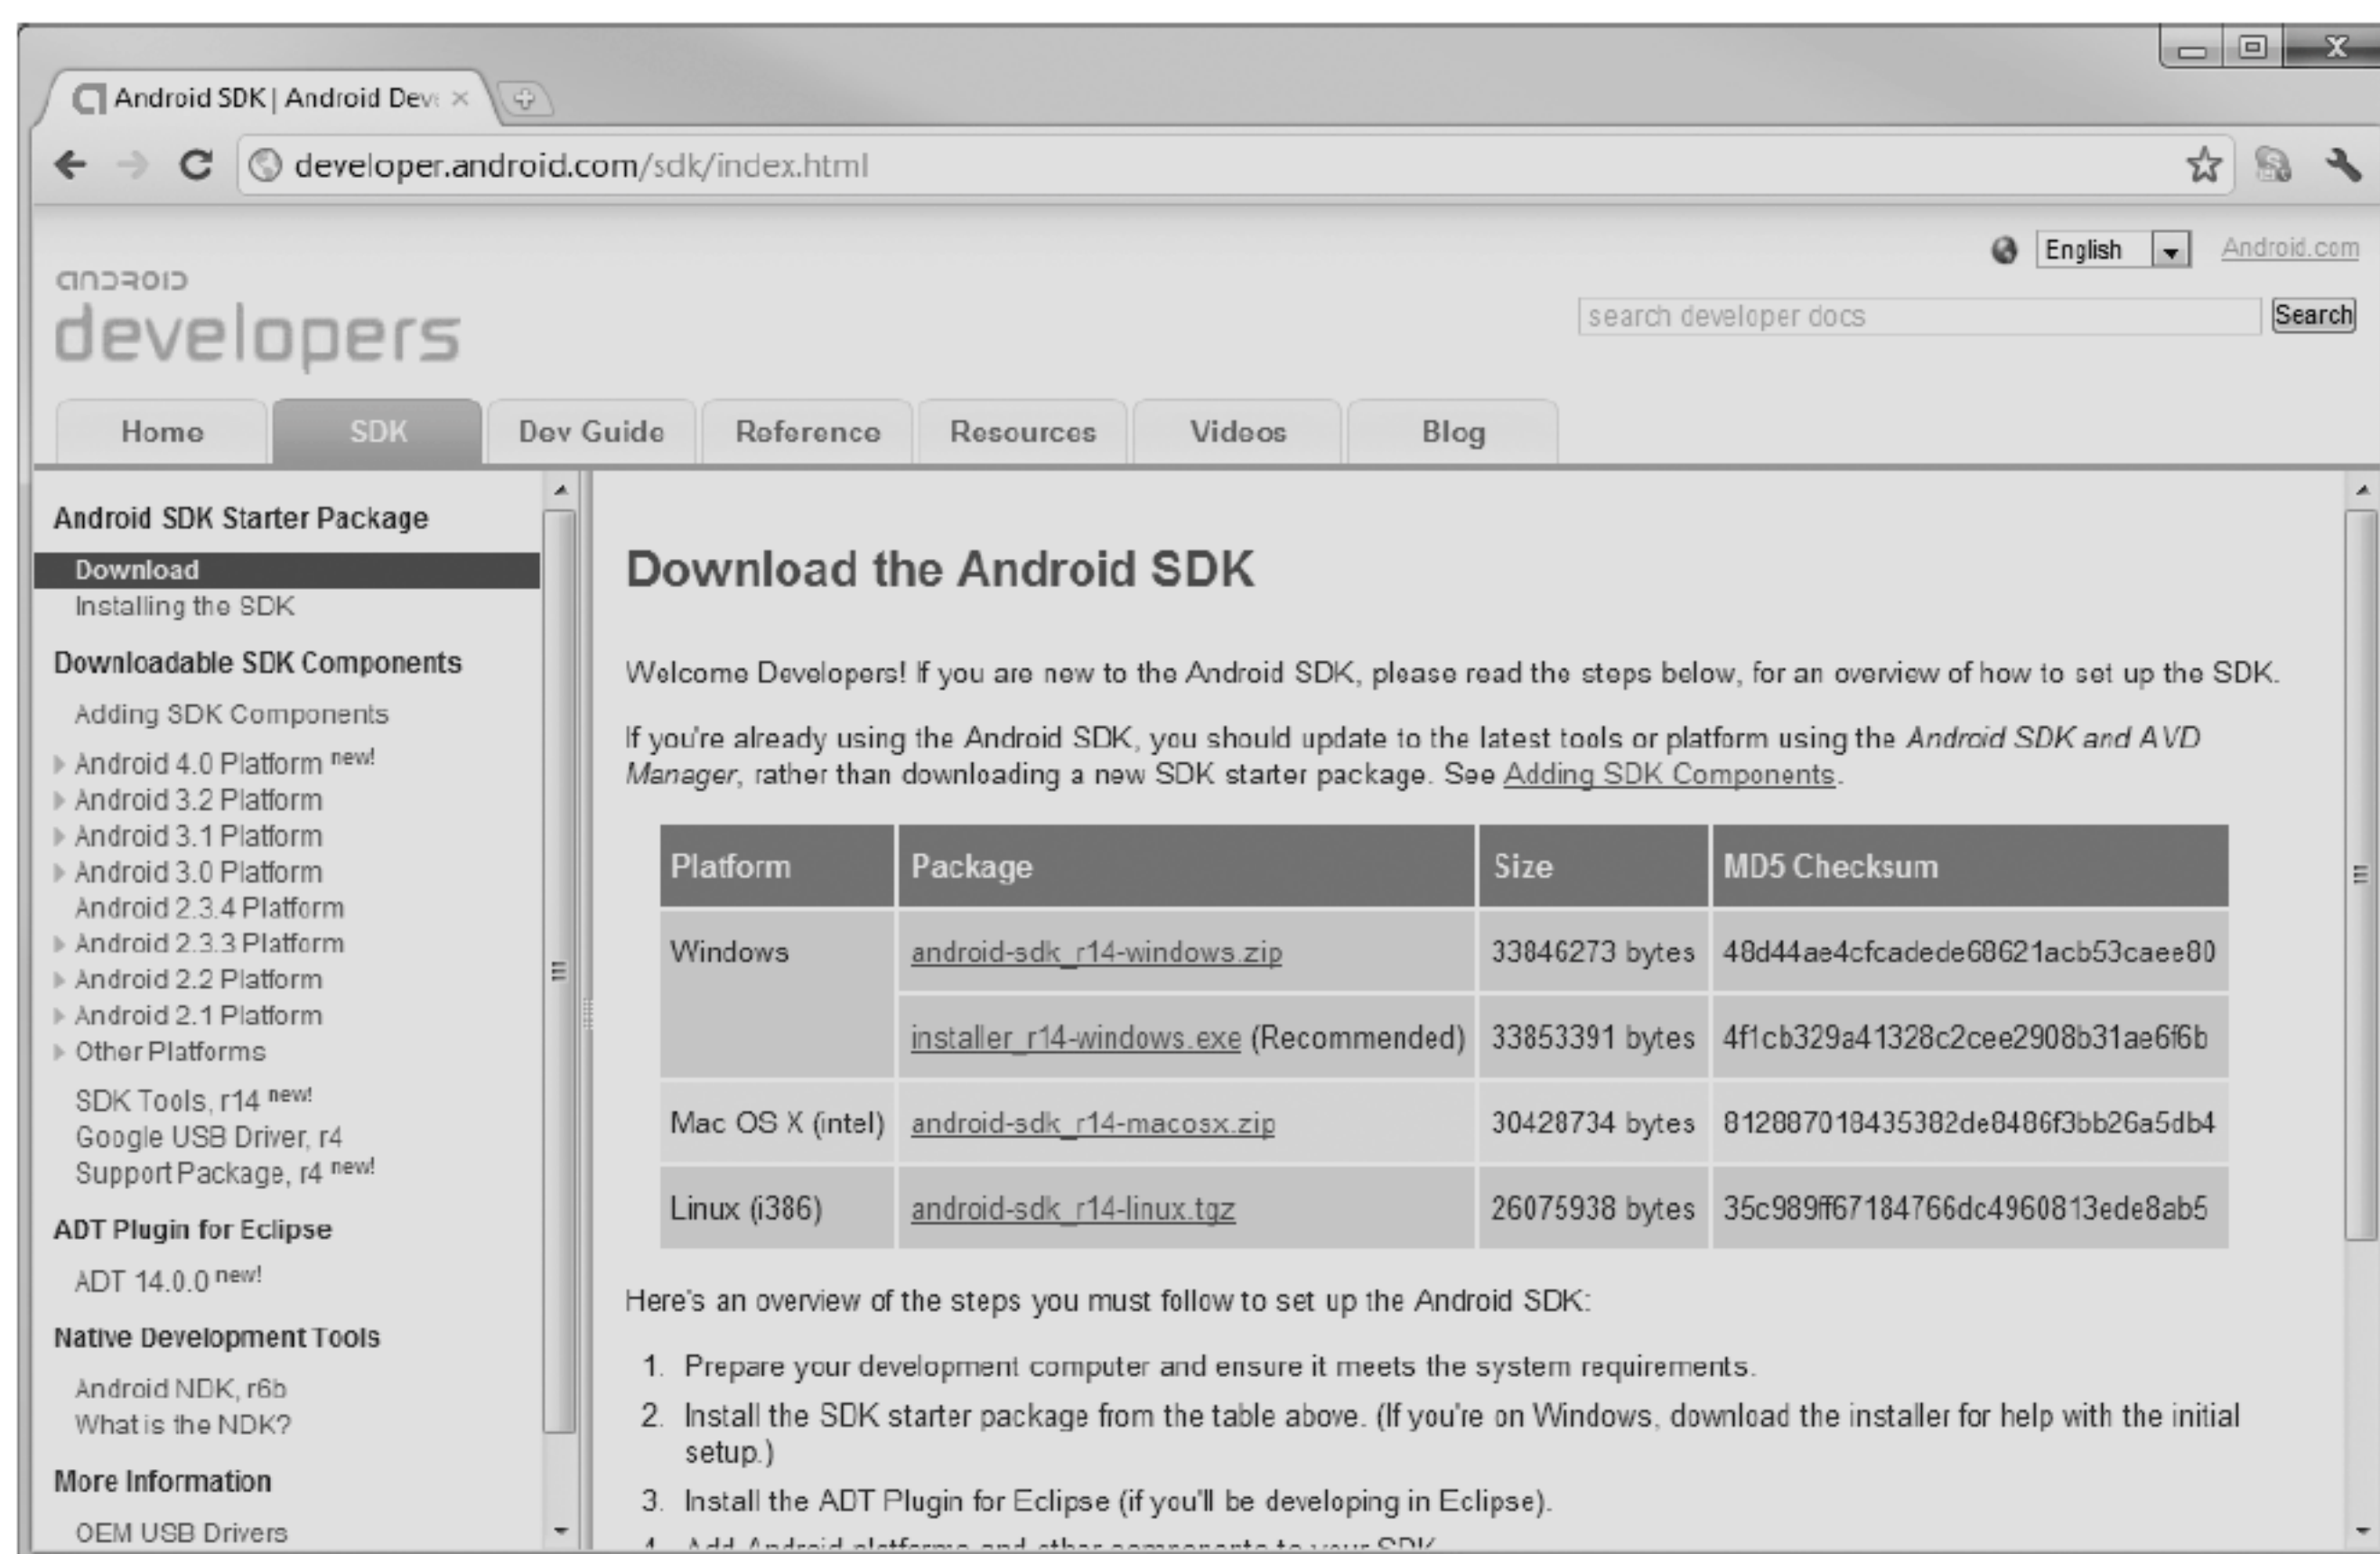 Android SDK | Android Deve
developer.android.com/sdk/index.html
English
Android.com
android
developers
search developer docs
Search
Home
SDK
Dev Guide
Reference
Resources
Videos
Blog
Android SDK Starter Package
Download
Installing the SDK
Downloadable SDK Components
Adding SDK Components
Android 4.0 Platform new!
Android 3.2 Platform
Android 3.1 Platform
Android 3.0 Platform
Android 2.3.4 Platform
Android 2.3.3 Platform
Android 2.2 Platform
Android 2.1 Platform
Other Platforms
SDK Tools, r14 new!
Google USB Driver, r4
Support Package, r4 new!
ADT Plugin for Eclipse
ADT 14.0.0 new!
Native Development Tools
Android NDK, r6b
What is the NDK?
More Information
OEM USB Drivers
Download the Android SDK
Welcome Developers! If you are new to the Android SDK, please read the steps below, for an overview of how to set up the SDK.
If you're already using the Android SDK, you should update to the latest tools or platform using the Android SDK and AVD
Manager, rather than downloading a new SDK starter package. See Adding SDK Components.
Platform Package Size MD5 Checksum
Windows android-sdk_r14-windows.zip 33846273 bytes 48d44ae4cfcadede68621acb53caee80
installer_r14-windows.exe (Recommended) 33853391 bytes 4f1cb329a41328c2cee2908b31ae6f6b
Mac OS X (intel) android-sdk_r14-macosx.zip 30428734 bytes 812887018435382de8486f3bb26a5db4
Linux (i386) android-sdk_r14-linux.tgz 26075938 bytes 35c989ff67184766dc4960813ede8ab5
Here's an overview of the steps you must follow to set up the Android SDK:
1. Prepare your development computer and ensure it meets the system requirements.
2. Install the SDK starter package from the table above. (If you're on Windows, download the installer for help with the initial
setup.)
3. Install the ADT Plugin for Eclipse (if you'll be developing in Eclipse).
4. Add Android platforms and other components to your SDK.